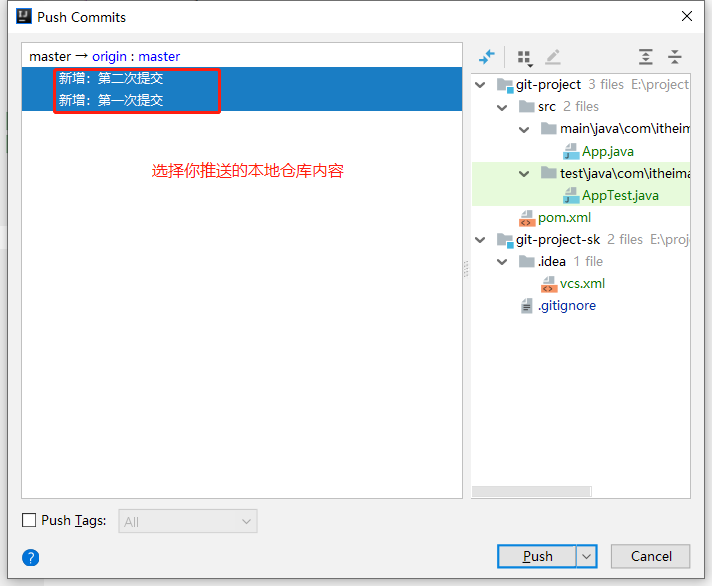 Push Commits
master → origin : master
新增：第二次提交
新增：第一次提交
选择你推送的本地仓库内容
git-project 3 files E:\project
src 2 files
main\java\com\itheim
App.java
test\java\com\itheima
AppTest.java
pom.xml
git-project-sk 2 files E:\proj
.idea 1 file
vcs.xml
.gitignore
Push Tags: All
? Push Cancel